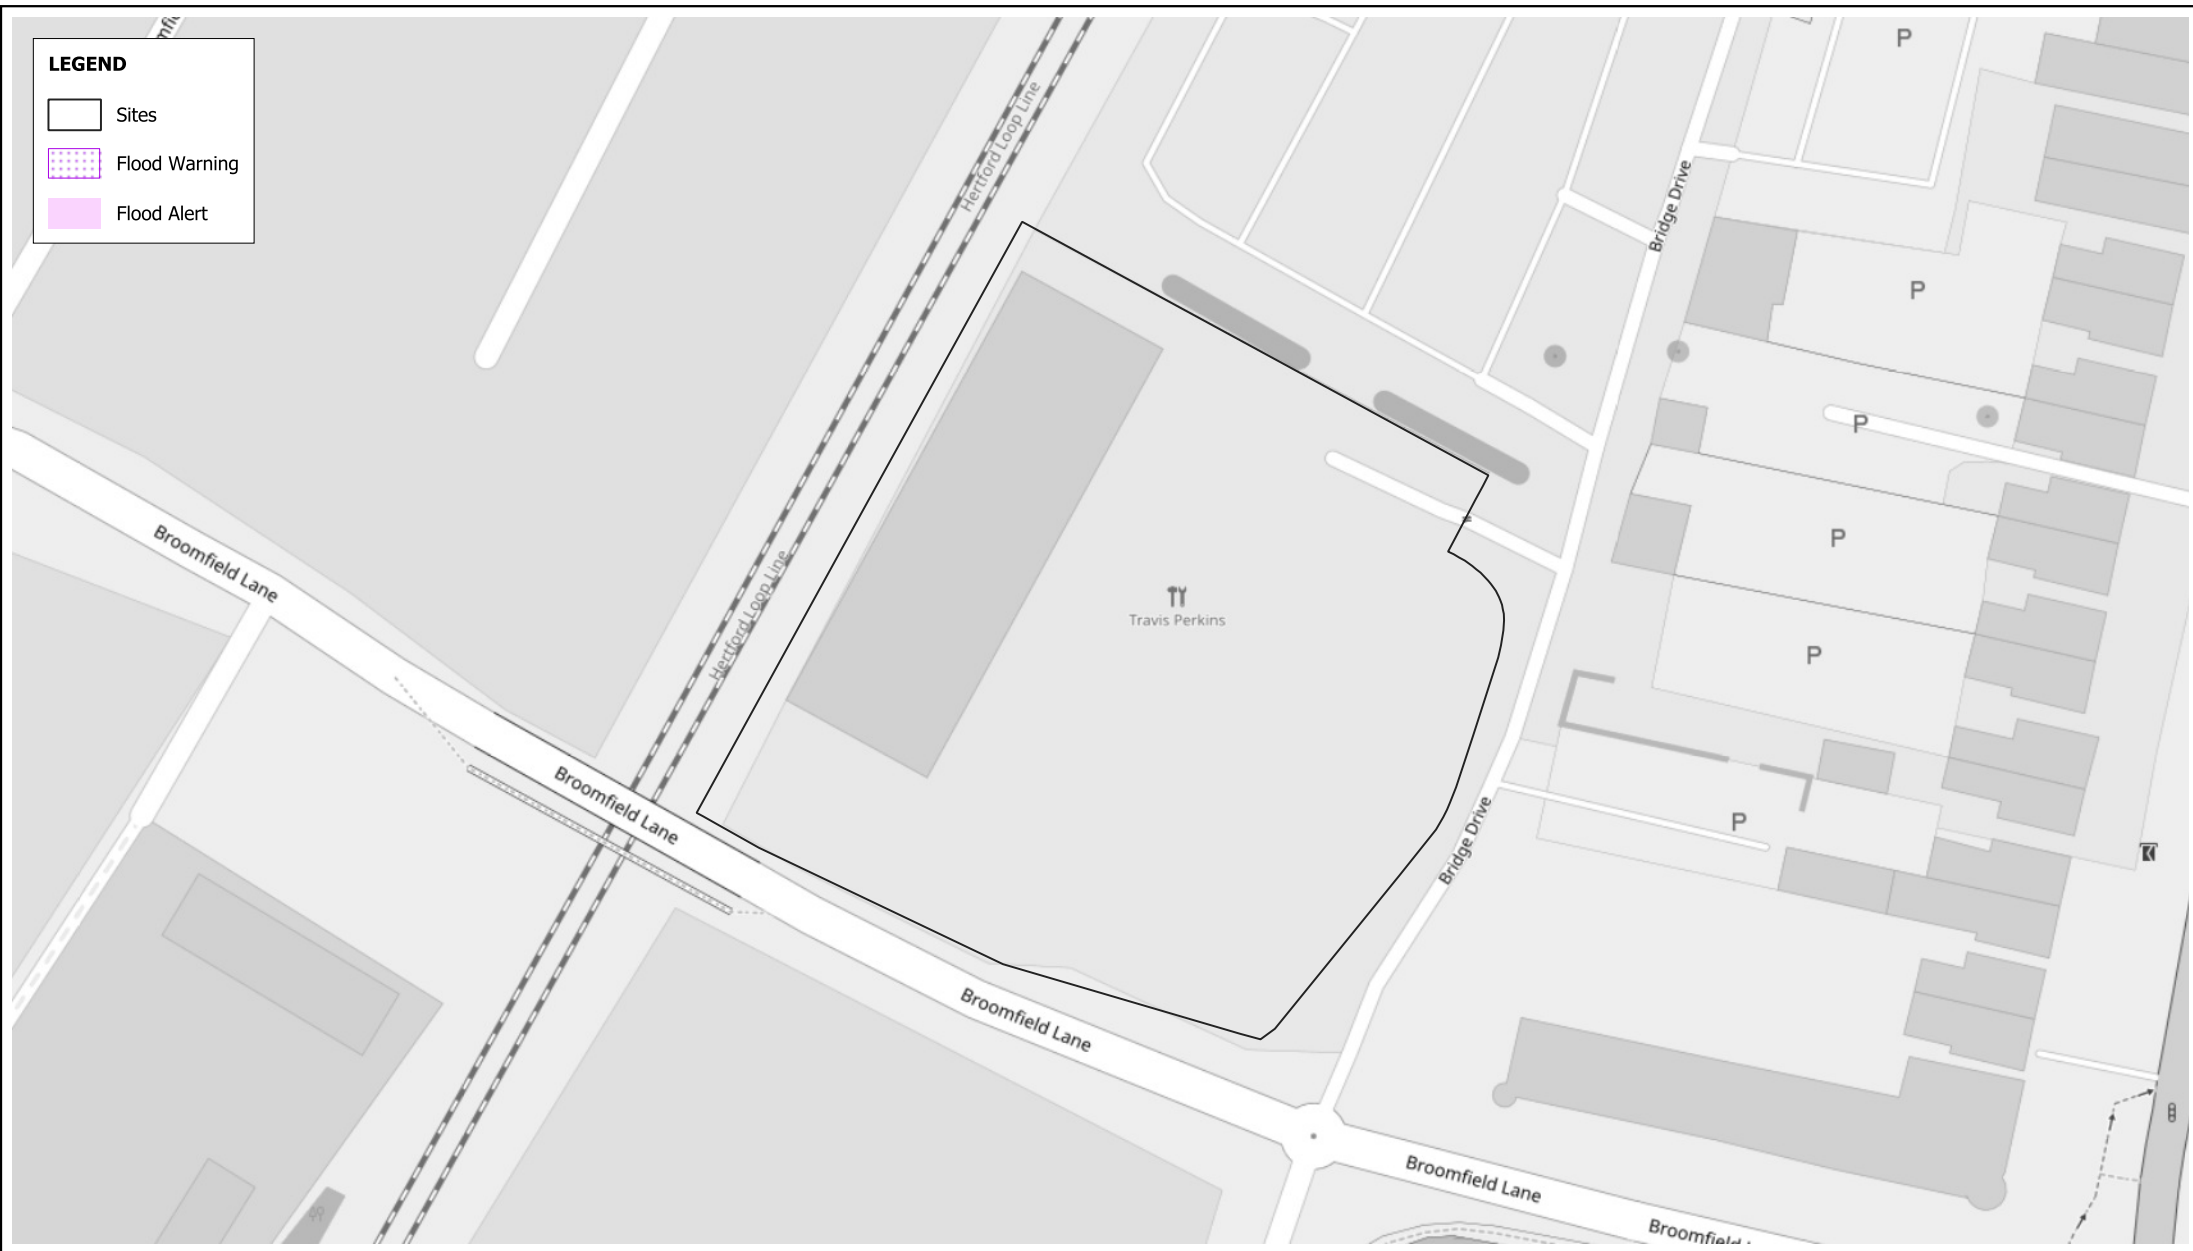 LEGEND
Sites
Flood Warning
Flood Alert
P
Hertford Loop Line
Bridge Drive
P
P
Broomfield Lane
P
Hertford Loop Line
Travis Perkins
P
Broomfield Lane
P
Bridge Drive
Broomfield Lane
Broomfield Lane